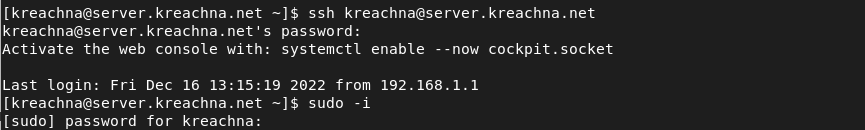 [kreachna@server.kreachna.net ~]$ ssh kreachna@server.kreachna.net
kreachna@server.kreachna.net's password:
Activate the web console with: systemctl enable --now cockpit.socket
Last login: Fri Dec 16 13:15:19 2022 from 192.168.1.1
[kreachna@server.kreachna.net ~]$ sudo -i
[sudo] password for kreachna: